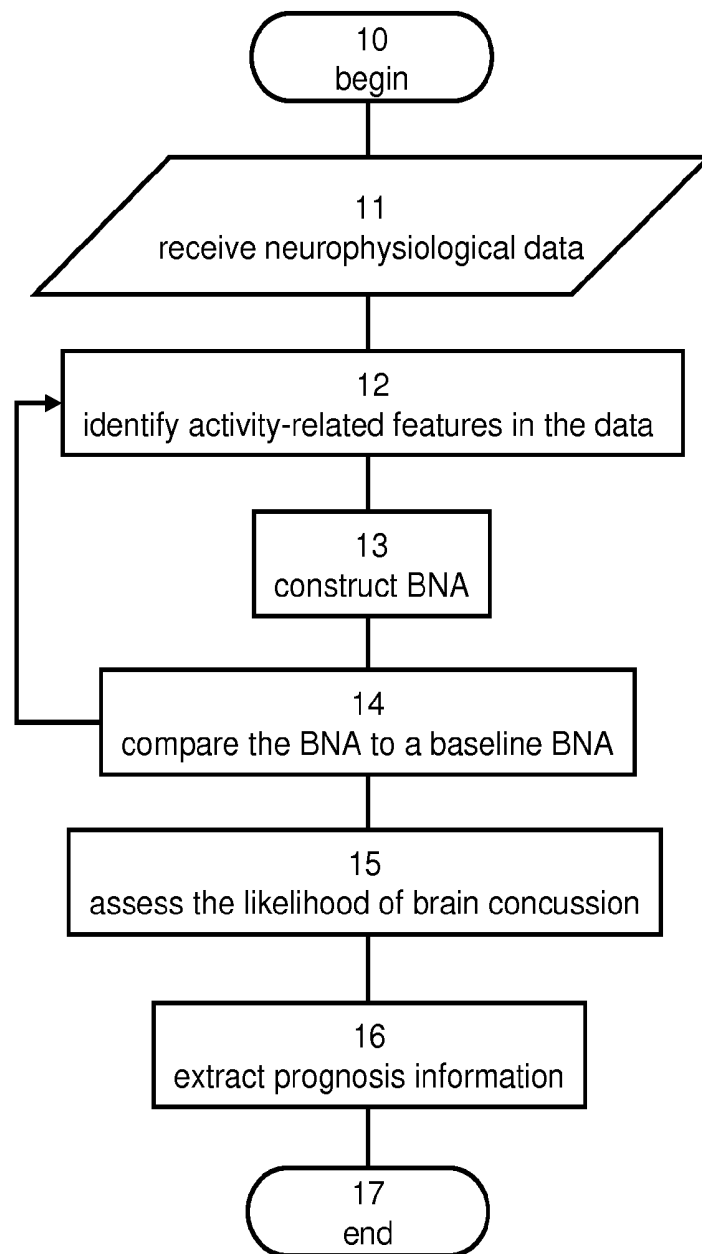 10
begin
11
receive neurophysiological data
12
identify activity-related features in the data
13
construct BNA
14
compare the BNA to a baseline BNA
15
assess the likelihood of brain concussion
16
extract prognosis information
17
end